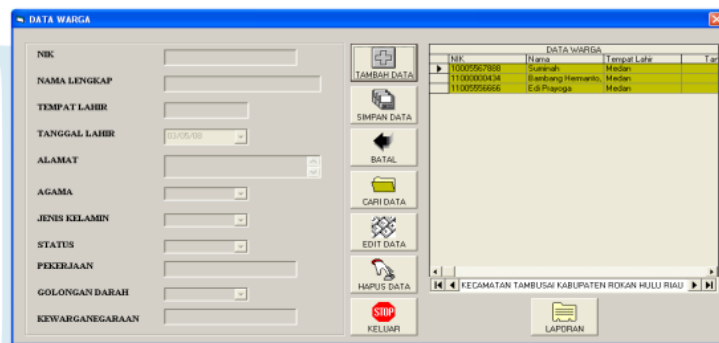 DATA WARGA
NIK
NAMA LENGKAP
TEMPAT LAHIR
TANGGAL LAHIR
03/05/08
ALAMAT
AGAMA
JENIS KELAMIN
STATUS
PEKERJAAN
GOLONGAN DARAH
KEWARGANEGARAAN
TAMBAH DATA
SIMPAN DATA
BATAL
CARI DATA
EDIT DATA
HAPUS DATA
STOP
KELUAR
DATA WARGA
NIK Nama Tempat Lahir Tar
10005567888 Suminah Medan
11000000434 Bambang Hermanto, Medan
11005556666 Edi Prayoga Medan
KECAMATAN TAMBUSAI KABUPATEN ROKAN HULU RIAU
LAPORAN